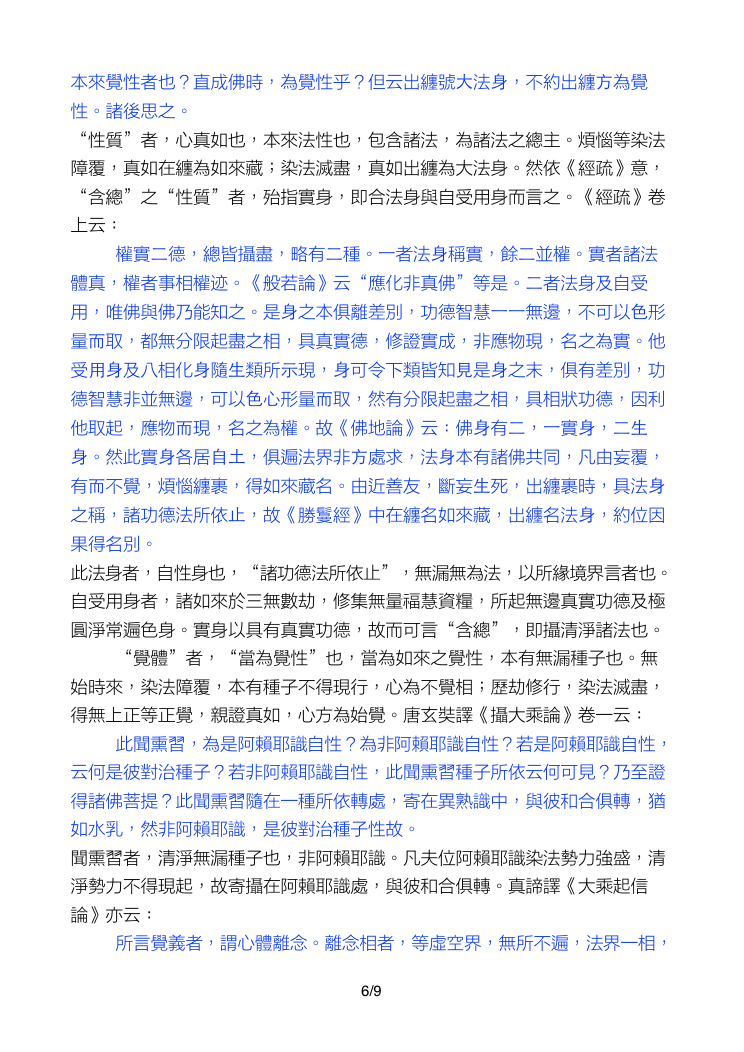 本來覺性者也？直成佛時，為覺性乎？但云出纏號大法身，不約出纏方為覺
性。諸後思之。
“性質”者，心真如也，本來法性也，包含諸法，為諸法之總主。煩惱等染法
障覆，真如在纏為如來藏；染法滅盡，真如出纏為大法身。然依《經疏》意，
“含總”之“性質”者，殆指實身，即合法身與自受用身而言之。《經疏》卷
上云：
權實二德，總皆攝盡，略有二種。一者法身稱實，餘二並權。實者諸法
體真，權者事相權迹。《般若論》云“應化非真佛”等是。二者法身及自受
用，唯佛與佛乃能知之。是身之本俱離差別，功德智慧一一無邊，不可以色形
量而取，都無分限起盡之相，具真實德，修證實成，非應物現，名之為實。他
受用身及八相化身隨生類所示現，身可令下類皆知見是身之末，俱有差別，功
德智慧非並無邊，可以色心形量而取，然有分限起盡之相，具相狀功德，因利
他取起，應物而現，名之為權。故《佛地論》云：佛身有二，一實身，二生
身。然此實身各居自土，俱遍法界非方處求，法身本有諸佛共同，凡由妄覆，
有而不覺，煩惱纏裹，得如來藏名。由近善友，斷妄生死，出纏裹時，具法身
之稱，諸功德法所依止，故《勝鬘經》中在纏名如來藏，出纏名法身，約位因
果得名別。
此法身者，自性身也，“諸功德法所依止”，無漏無為法，以所緣境界言者也。
自受用身者，諸如來於三無數劫，修集無量福慧資糧，所起無邊真實功德及極
圓淨常遍色身。實身以具有真實功德，故而可言“含總”，即攝清淨諸法也。
“覺體”者，“當為覺性”也，當為如來之覺性，本有無漏種子也。無
始時來，染法障覆，本有種子不得現行，心為不覺相；歷劫修行，染法滅盡，
得無上正等正覺，親證真如，心方為始覺。唐玄奘譯《攝大乘論》卷一云：
此聞熏習，為是阿賴耶識自性？為非阿賴耶識自性？若是阿賴耶識自性，
云何是彼對治種子？若非阿賴耶識自性，此聞熏習種子所依云何可見？乃至證
得諸佛菩提？此聞熏習隨在一種所依轉處，寄在異熟識中，與彼和合俱轉，猶
如水乳，然非阿賴耶識，是彼對治種子性故。
聞熏習者，清淨無漏種子也，非阿賴耶識。凡夫位阿賴耶識染法勢力強盛，清
淨勢力不得現起，故寄攝在阿賴耶識處，與彼和合俱轉。真諦譯《大乘起信
論》亦云：
所言覺義者，謂心體離念。離念相者，等虛空界，無所不遍，法界一相，
6/9